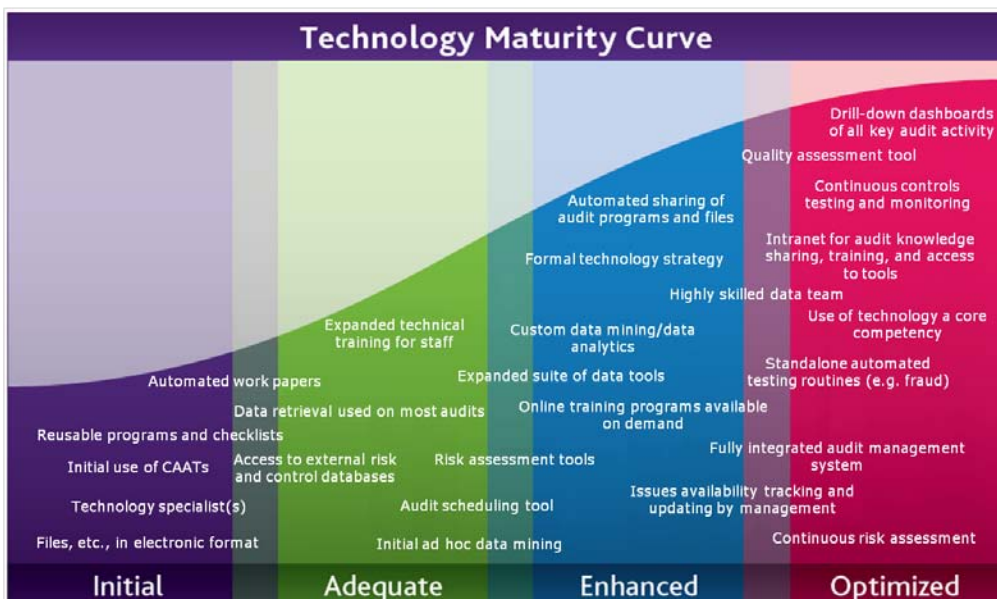 Technology Maturity Curve
Drill-down dashboards
of all key audit activity
Quality assessment tool
Continuous controls
testing and monitoring
Automated sharing of
audit programs and files
Intranet for audit knowledge
sharing, training, and access
to tools
Formal technology strategy
Highly skilled data team
Use of technology a core
competency
Expanded technical
training for staff
Custom data mining/data
analytics
Standalone automated
testing routines (e.g. fraud)
Automated work papers
Expanded suite of data tools
Data retrieval used on most audits
Online training programs available
on demand
Reusable programs and checklists
Fully integrated audit management
system
Initial use of CAATs
Access to external risk
and control databases
Risk assessment tools
Issues availability tracking and
updating by management
Technology specialist(s)
Audit scheduling tool
Files, etc., in electronic format
Initial ad hoc data mining
Continuous risk assessment
Initial
Adequate
Enhanced
Optimized